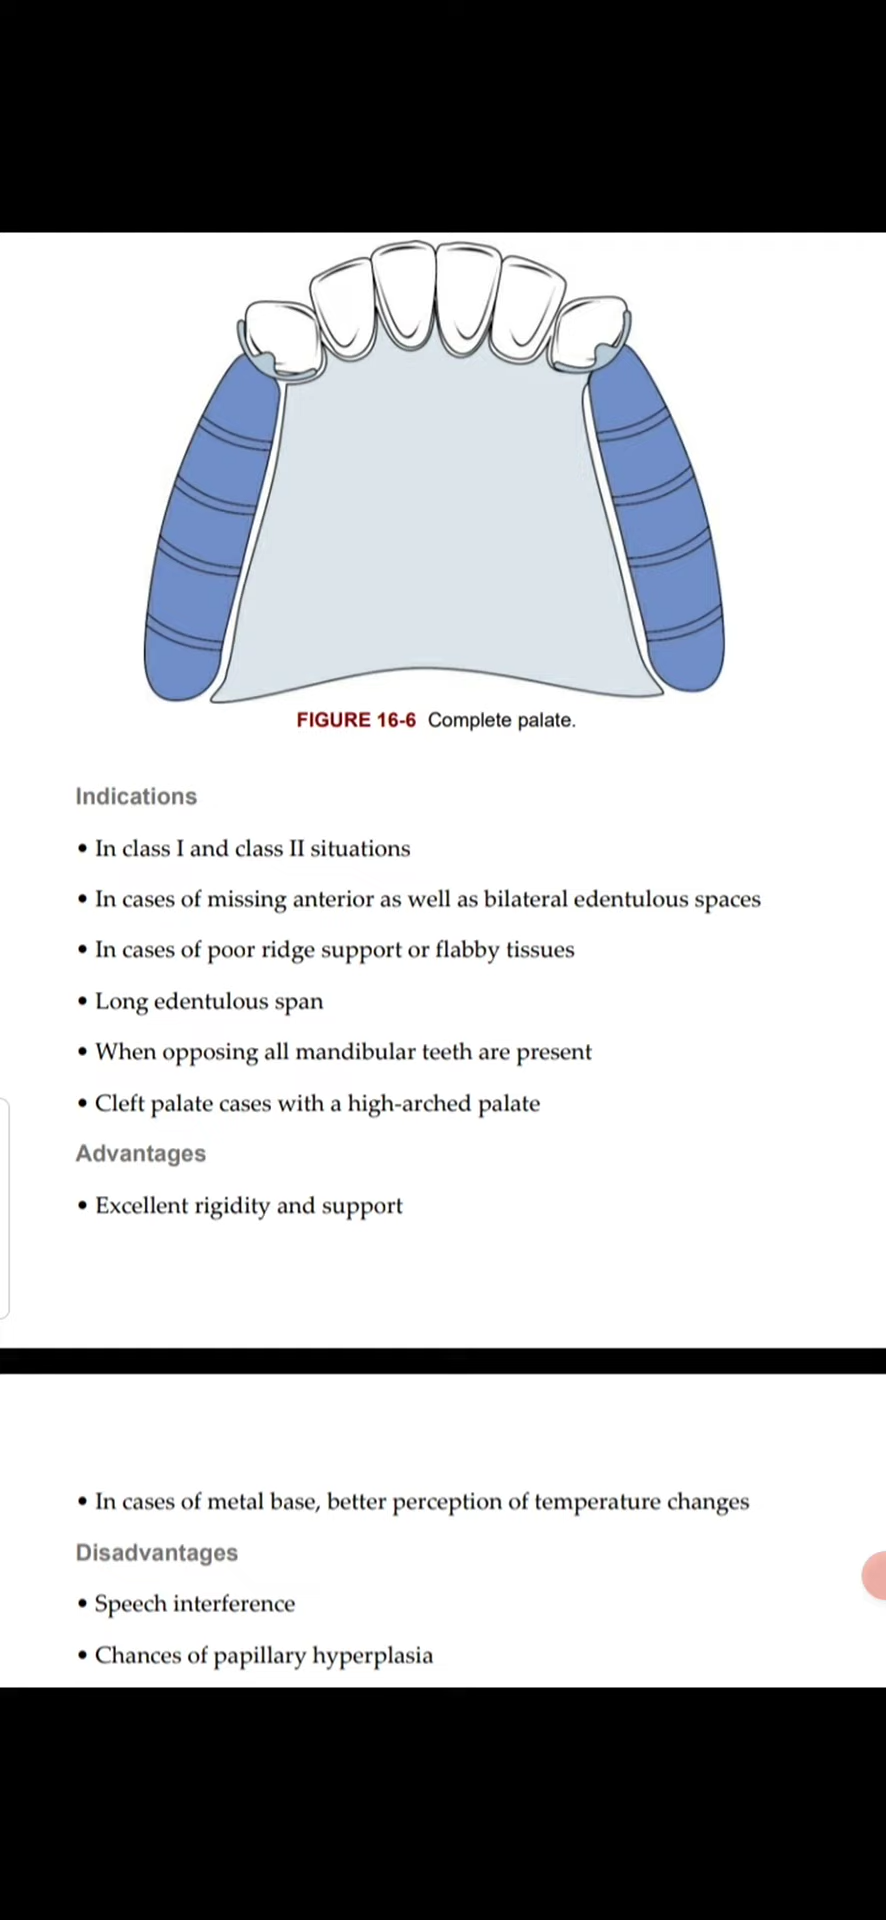 FIGURE 16-6 Complete palate.
Indications
• In class I and class II situations
• In cases of missing anterior as well as bilateral edentulous spaces
• In cases of poor ridge support or flabby tissues
• Long edentulous span
• When opposing all mandibular teeth are present
• Cleft palate cases with a high-arched palate
Advantages
• Excellent rigidity and support
• In cases of metal base, better perception of temperature changes
Disadvantages
• Speech interference
• Chances of papillary hyperplasia